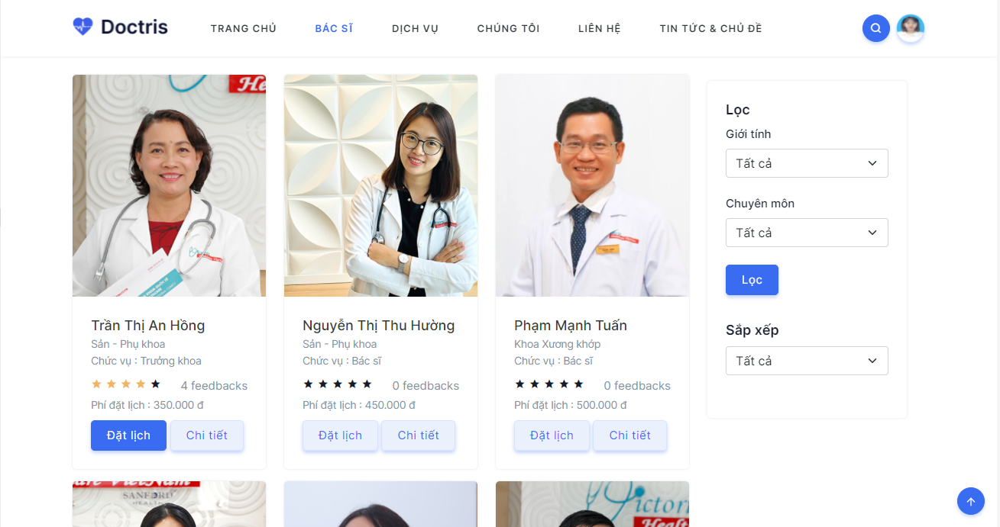 Doctris
TRANG CHỦ
BÁC SĨ
DỊCH VỤ
CHÚNG TÔI
LIÊN HỆ
TIN TỨC & CHỦ ĐỀ
Trần Thị An Hồng
Sản - Phụ khoa
Chức vụ : Trưởng khoa
4 feedbacks
Phí đặt lịch : 350.000 đ
Đặt lịch
Chi tiết
Nguyễn Thị Thu Hường
Sản - Phụ khoa
Chức vụ : Bác sĩ
0 feedbacks
Phí đặt lịch : 450.000 đ
Đặt lịch
Chi tiết
Phạm Mạnh Tuấn
Khoa Xương khớp
Chức vụ : Bác sĩ
0 feedbacks
Phí đặt lịch : 500.000 đ
Đặt lịch
Chi tiết
Lọc
Giới tính
Tất cả
Chuyên môn
Tất cả
Lọc
Sắp xếp
Tất cả
SANFORD
HEALTH